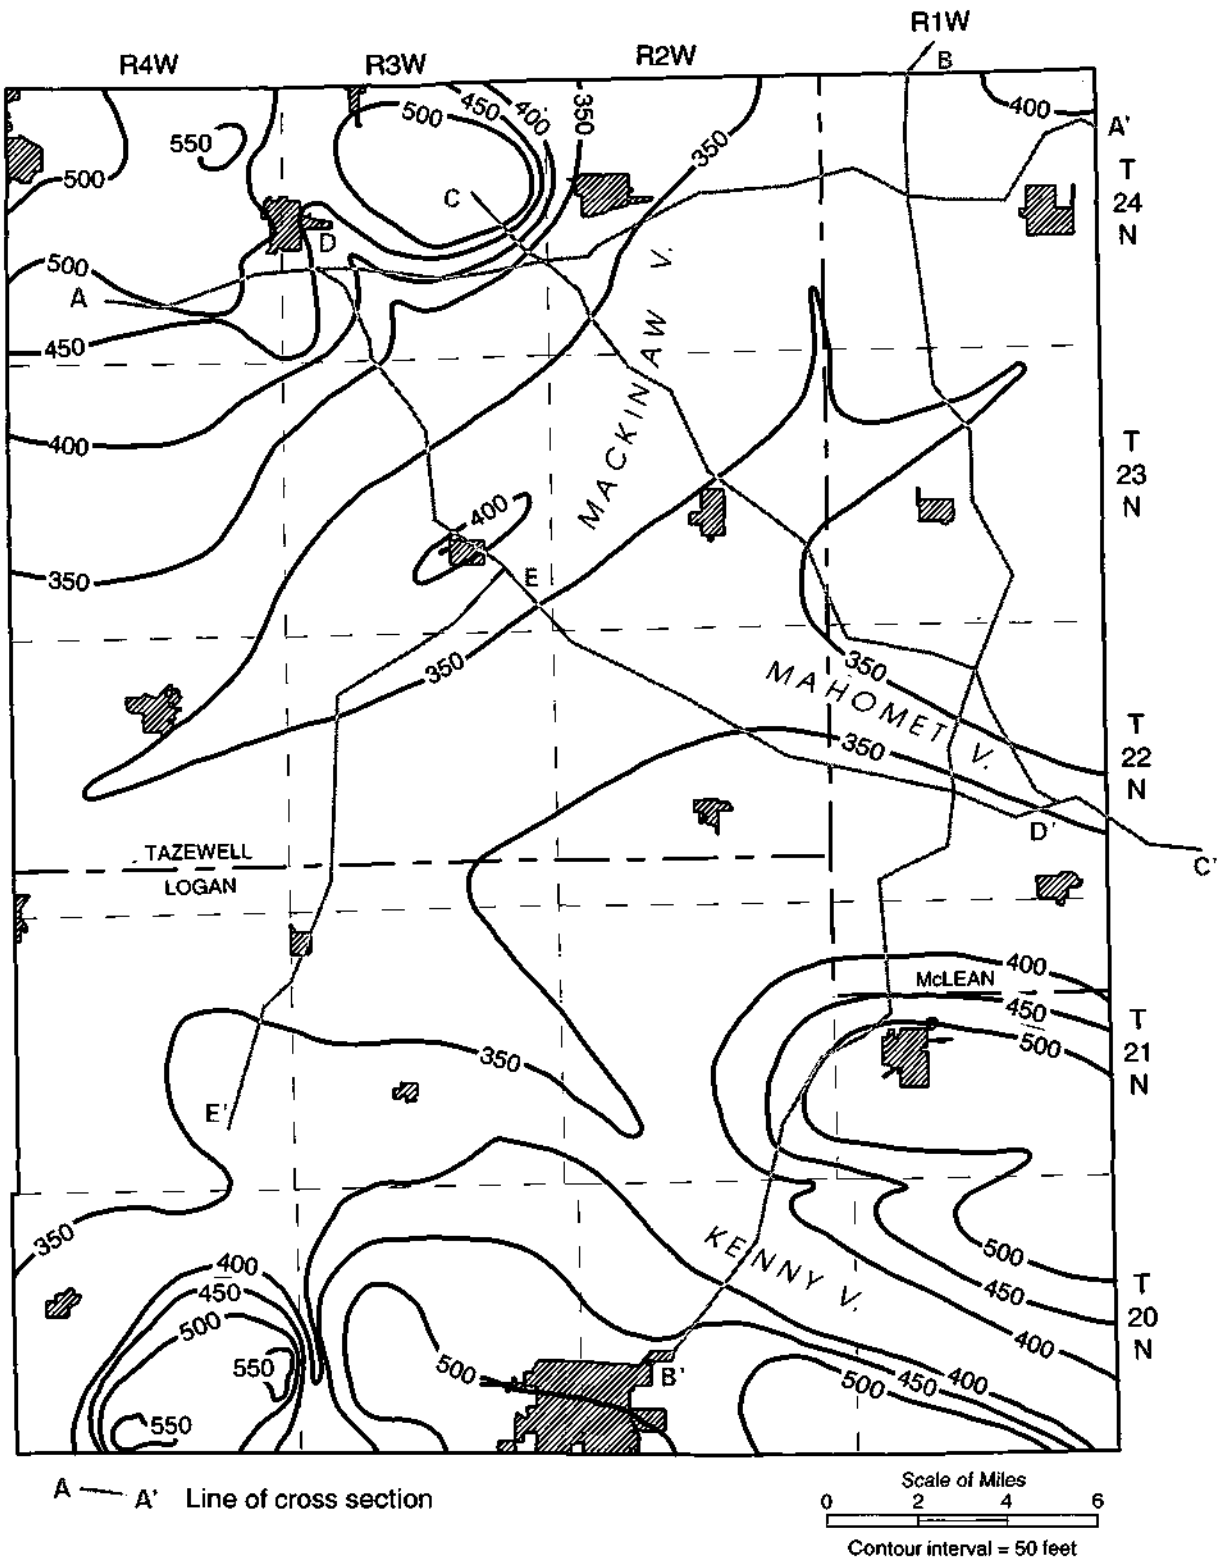 R1W
R4W
R3W
R2W
B
450
400
350
500
400
A'
550
350
T
24
N
500
C
D
V.
500
A
450
MACKINAW
400
T
23
N
400
350
E
350
350
MAHOMET V.
350
T
22
N
D'
C'
TAZEWELL
LOGAN
400
McLEAN
450
500
T
21
N
350
E'
350
KENNY V.
500
450
400
T
20
N
400
450
500
550
550
500
B'
400
450
500
A A' Line of cross section
Scale of Miles
0 2 4 6
Contour interval = 50 feet